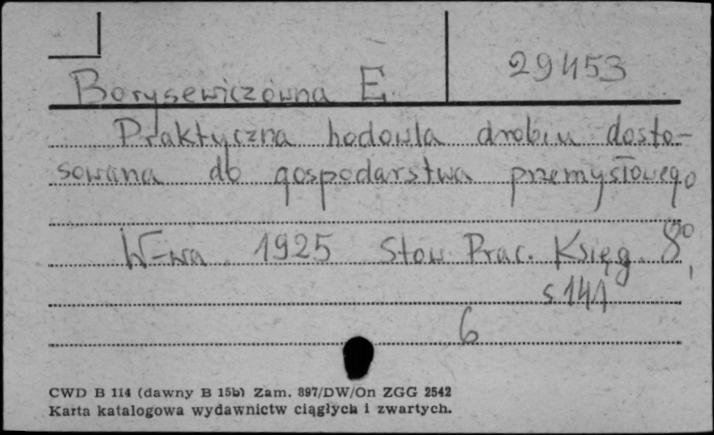 29453
Borysewiczówna E.
Praktyczna hodowla drobiu dosto-
sowana do gospodarstwa przemysłowego
W-wa 1925 Stow. Prac. Księg. 8°,
s 141
6
CWD B 114 (dawny B 15b) Zam. 897/DW/On ZGG 2542
Karta katalogowa wydawnictw ciągłych i zwartych.